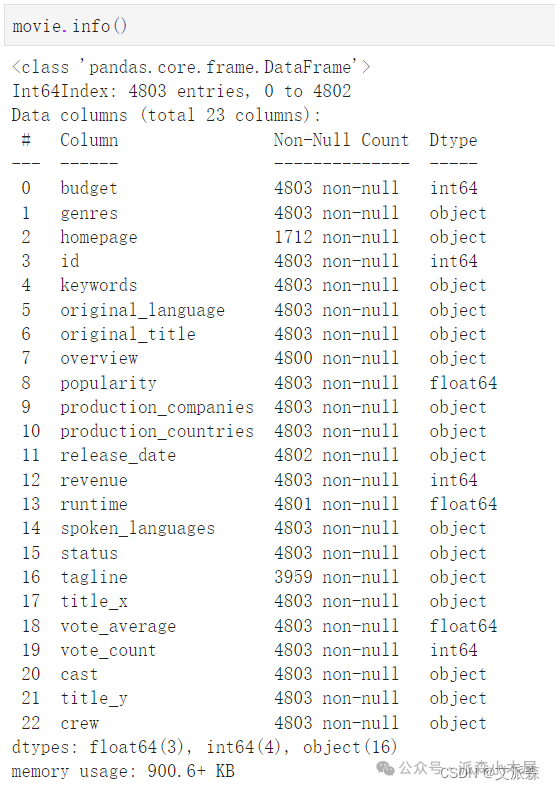 movie.info()
<class 'pandas.core.frame.DataFrame'>
Int64Index: 4803 entries, 0 to 4802
Data columns (total 23 columns):
 #   Column                Non-Null Count  Dtype
---  ------                --------------  -----
 0   budget                4803 non-null   int64
 1   genres                4803 non-null   object
 2   homepage              1712 non-null   object
 3   id                    4803 non-null   int64
 4   keywords              4803 non-null   object
 5   original_language     4803 non-null   object
 6   original_title        4803 non-null   object
 7   overview              4800 non-null   object
 8   popularity            4803 non-null   float64
 9   production_companies  4803 non-null   object
 10  production_countries  4803 non-null   object
 11  release_date          4802 non-null   object
 12  revenue               4803 non-null   int64
 13  runtime               4801 non-null   float64
 14  spoken_languages      4803 non-null   object
 15  status                4803 non-null   object
 16  tagline               3959 non-null   object
 17  title_x               4803 non-null   object
 18  vote_average          4803 non-null   float64
 19  vote_count            4803 non-null   int64
 20  cast                  4803 non-null   object
 21  title_y               4803 non-null   object
 22  crew                  4803 non-null   object
dtypes: float64(3), int64(4), object(16)
memory usage: 900.6+ KB
公众号 派森小木屋
CSDN @艾派森